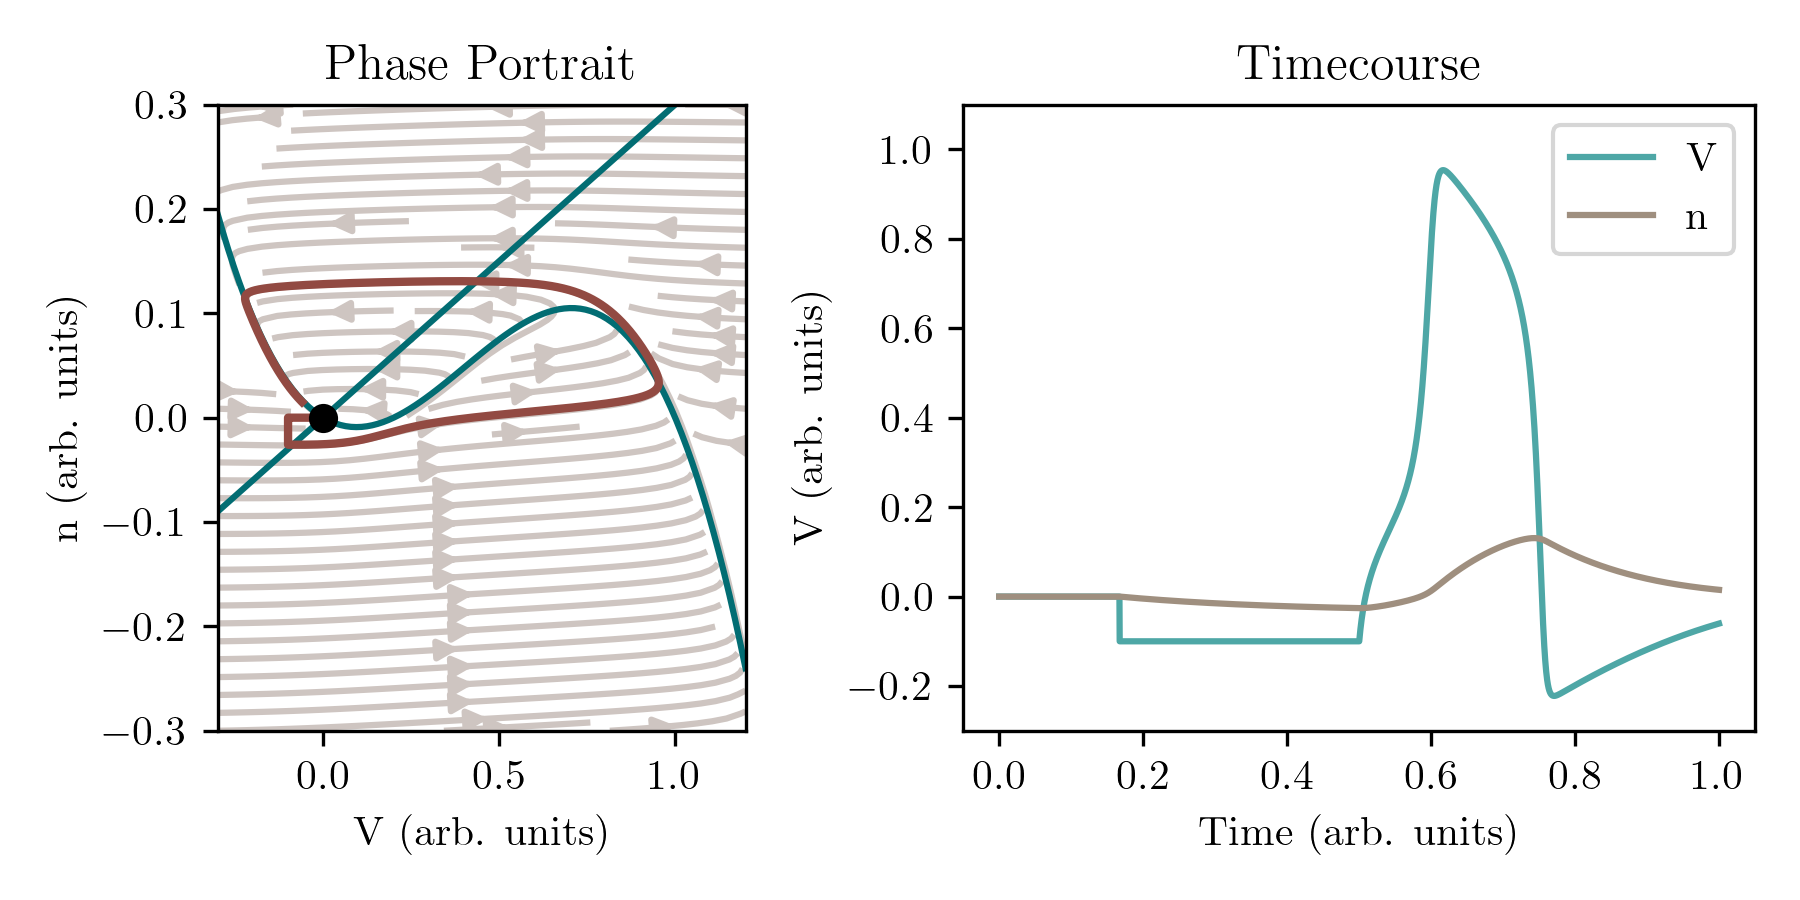 Phase Portrait
0.3
0.2
0.1
0.0
−0.1
−0.2
−0.3
n (arb. units)
0.0 0.5 1.0
V (arb. units)
Timecourse
1.0
0.8
0.6
0.4
0.2
0.0
−0.2
V (arb. units)
V
n
0.0 0.2 0.4 0.6 0.8 1.0
Time (arb. units)